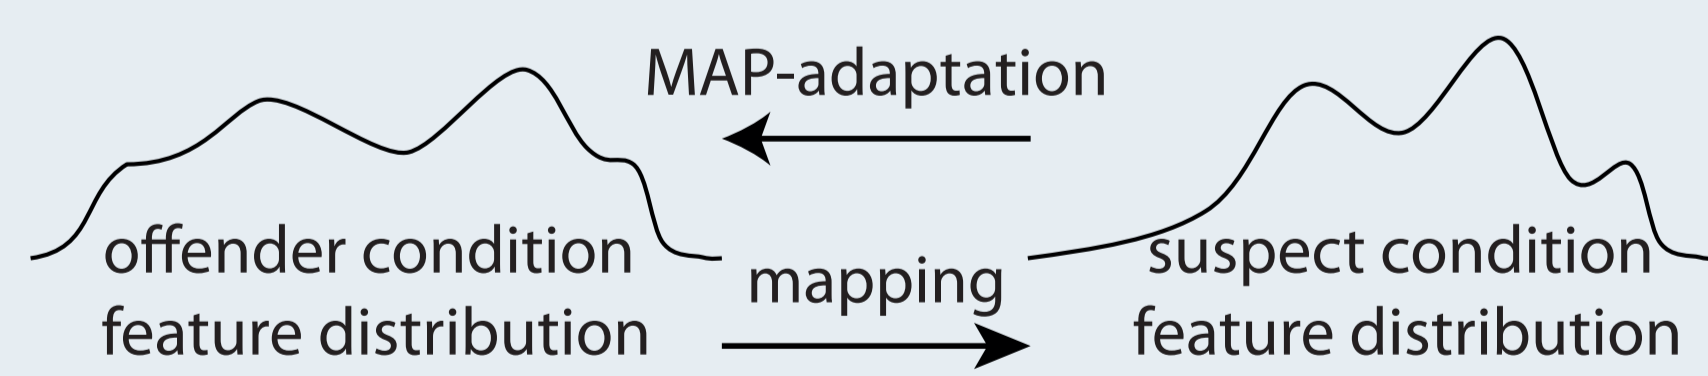 MAP-adaptation
offender condition
feature distribution
mapping
suspect condition
feature distribution